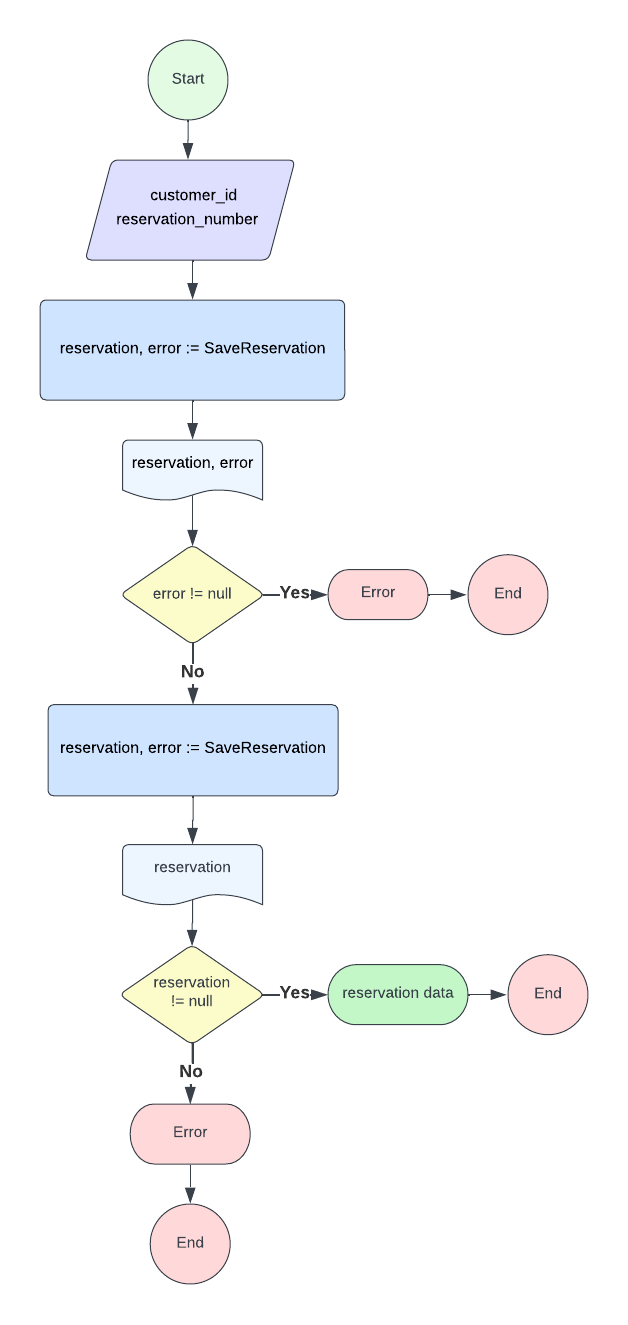 Start
customer_id
reservation_number
reservation, error := SaveReservation
reservation, error
error != null
Yes
Error
End
No
reservation, error := SaveReservation
reservation
reservation
!= null
Yes
reservation data
End
No
Error
End